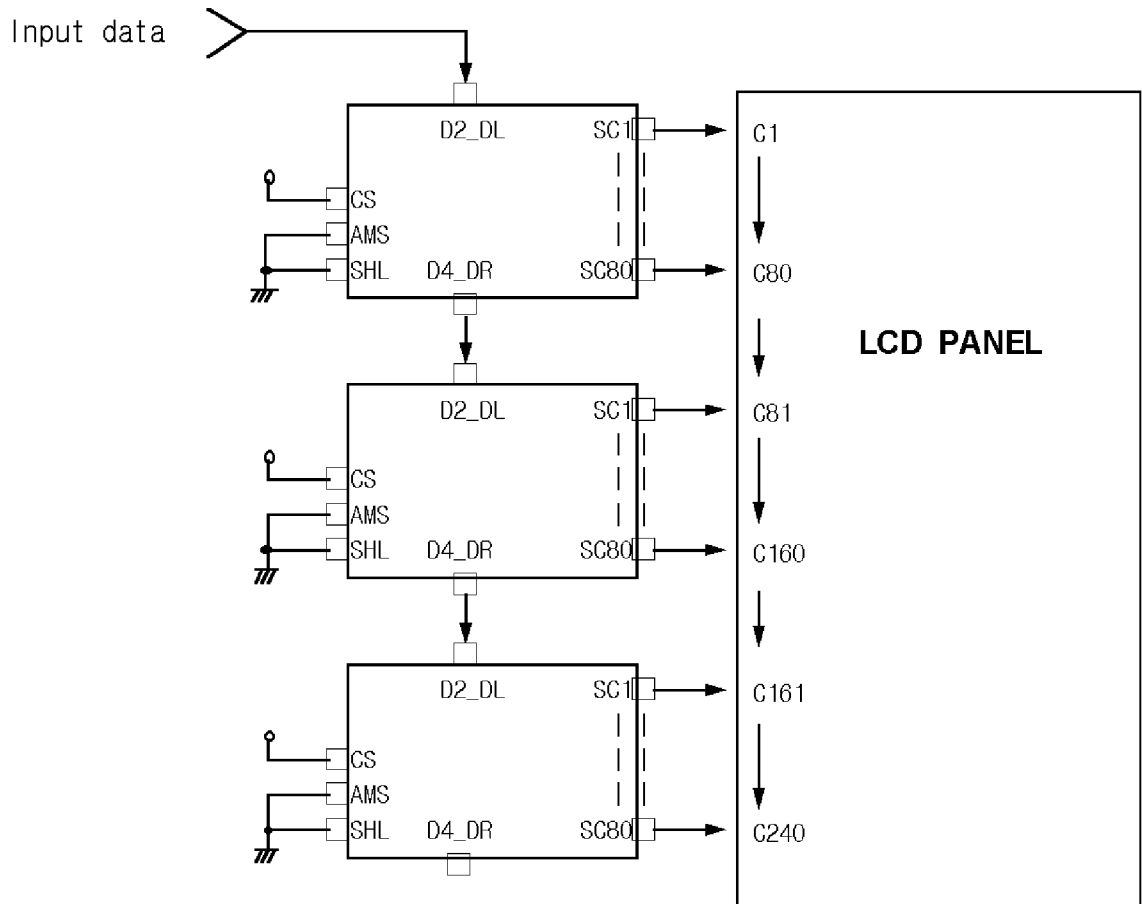 Input data
D2_DL SC1 C1
CS
AMS
SHL D4_DR SC80 C80
LCD PANEL
D2_DL SC1 C81
CS
AMS
SHL D4_DR SC80 C160
D2_DL SC1 C161
CS
AMS
SHL D4_DR SC80 C240